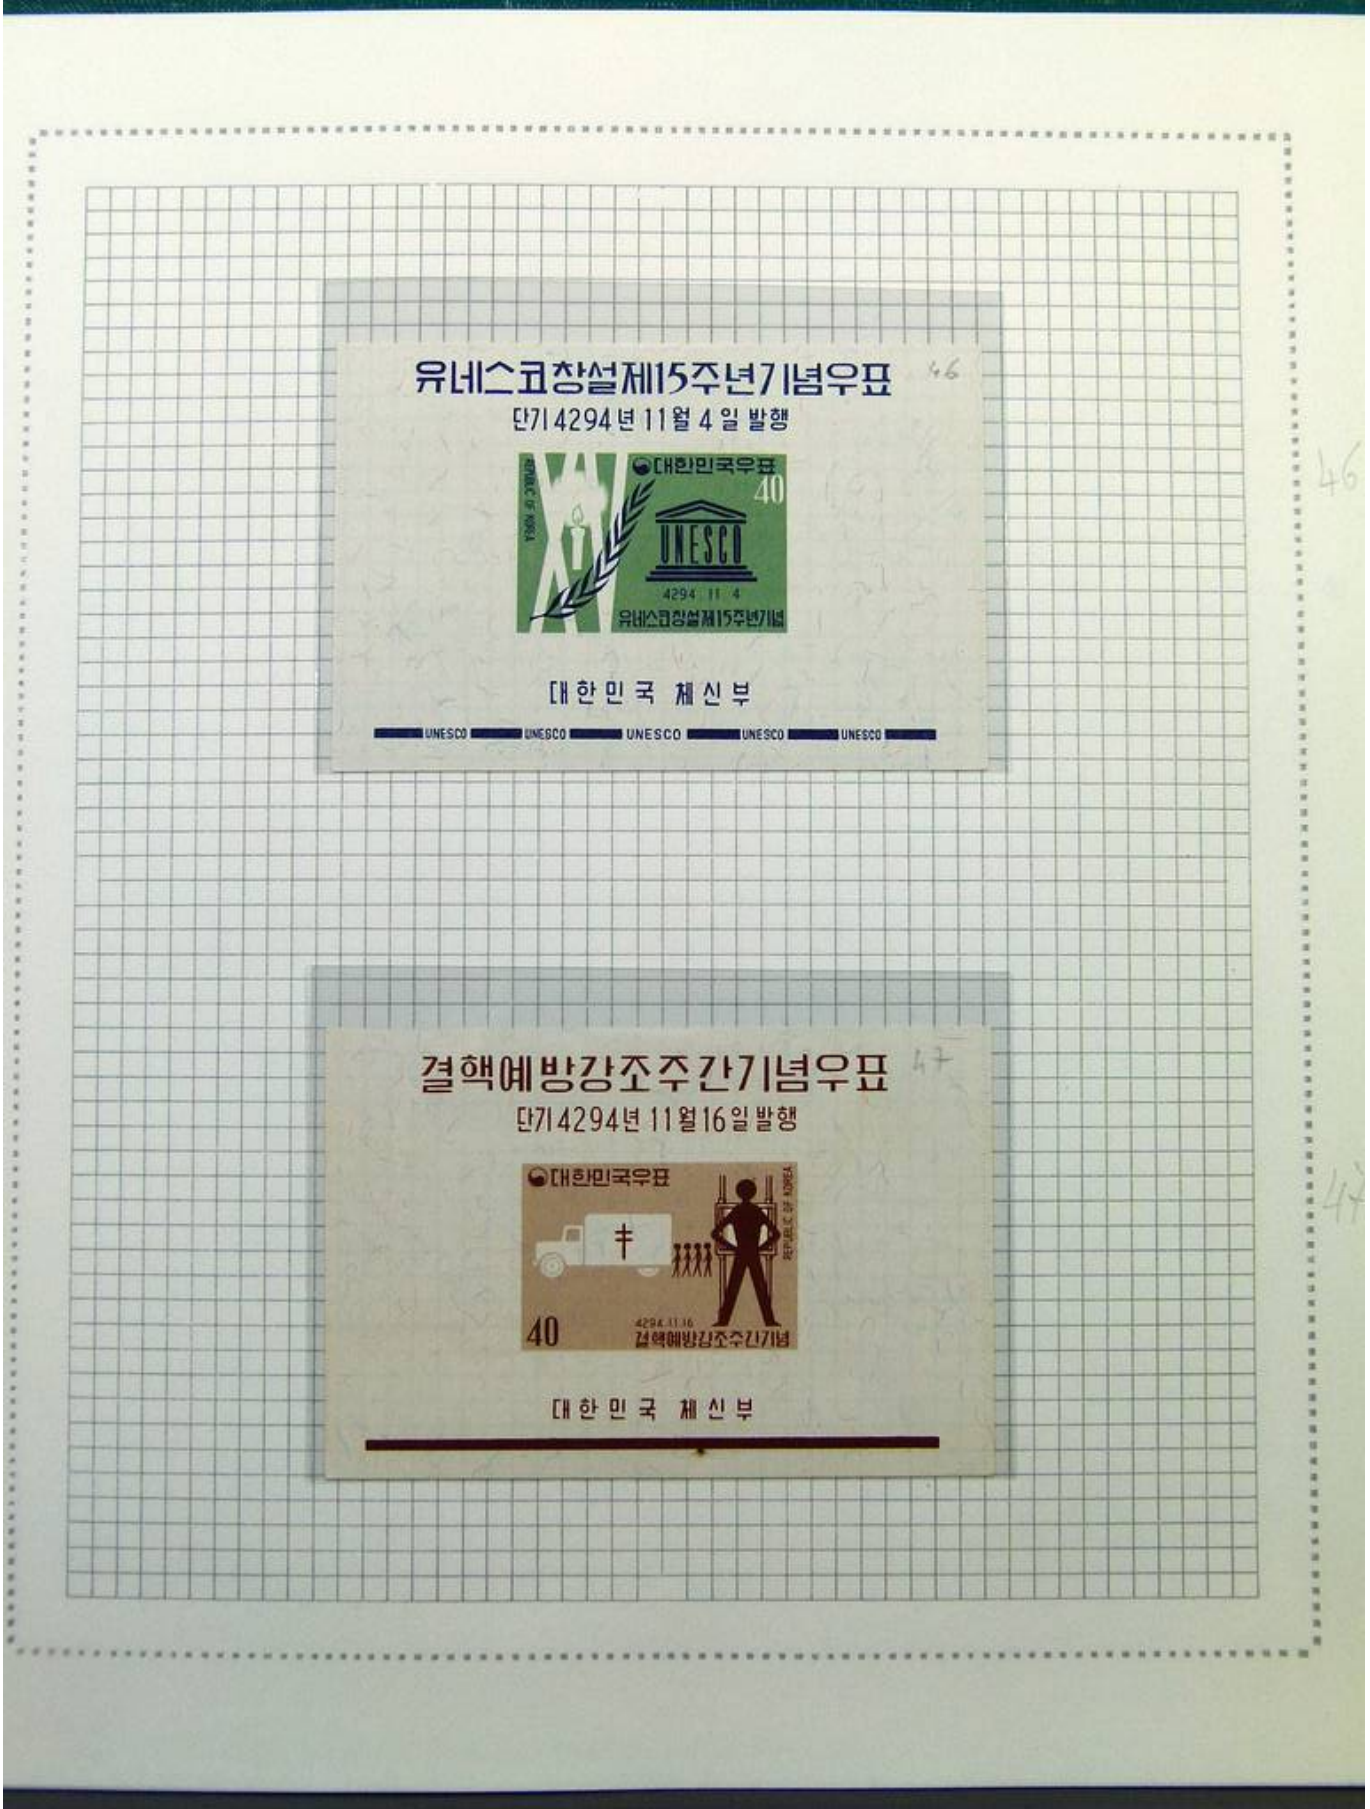 유네스코창설제15주년기념우표
46
단기4294년 11월 4일 발행
REPUBLIC OF KOREA
대한민국우표
40
UNESCO
4294 11 4
유네스코창설제15주년기념
46
대한민국 체신부
UNESCO UNESCO UNESCO UNESCO UNESCO
결핵예방강조주간기념우표
47
단기4294년 11월16일발행
대한민국우표
REPUBLIC OF KOREA
40
4294.11.16
결핵예방강조주간기념
47
대한민국 체신부